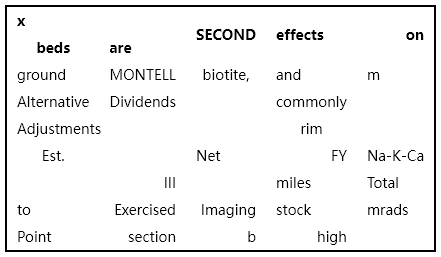 x
SECOND effects on
beds are
ground MONTELL biotite, and m
Alternative Dividends commonly
Adjustments rim
Est. Net FY Na-K-Ca
III miles Total
to Exercised Imaging stock mrads
Point section b high